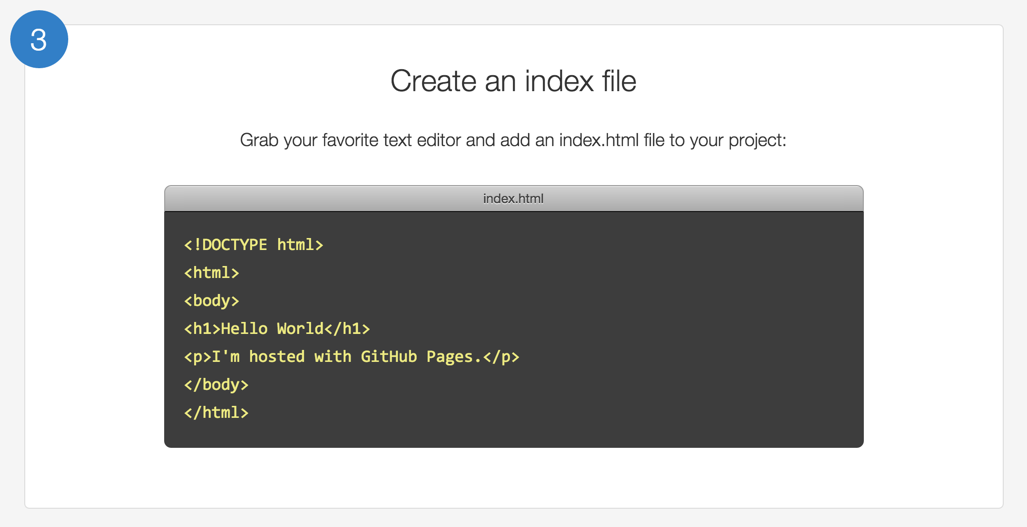 3
Create an index file
Grab your favorite text editor and add an index.html file to your project:
index.html
<!DOCTYPE html>
<html>
<body>
<h1>Hello World</h1>
<p>I'm hosted with GitHub Pages.</p>
</body>
</html>